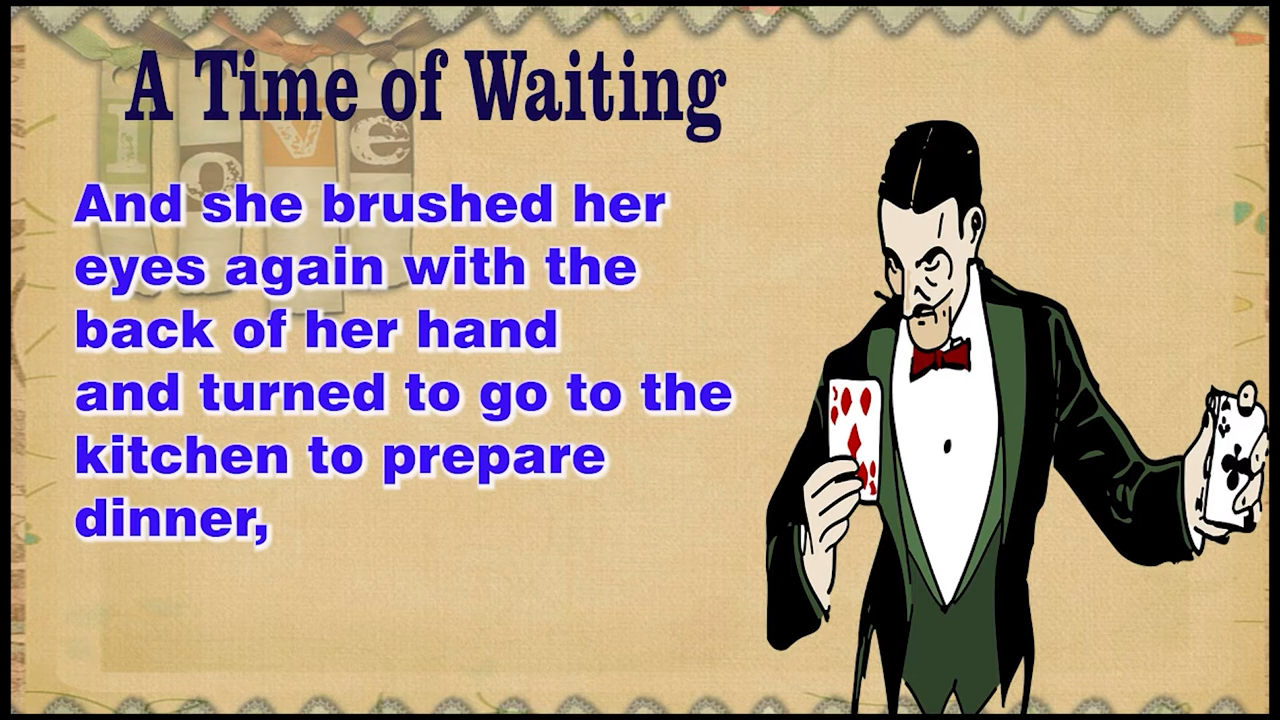 A Time of Waiting
love
And she brushed her
eyes again with the
back of her hand
and turned to go to the
kitchen to prepare
dinner,